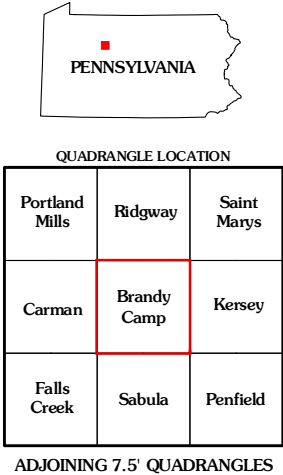 PENNSYLVANIA
QUADRANGLE LOCATION
Portland
Mills
Ridgway
Saint
Marys
Carman
Brandy
Camp
Kersey
Falls
Creek
Sabula
Penfield
ADJOINING 7.5' QUADRANGLES